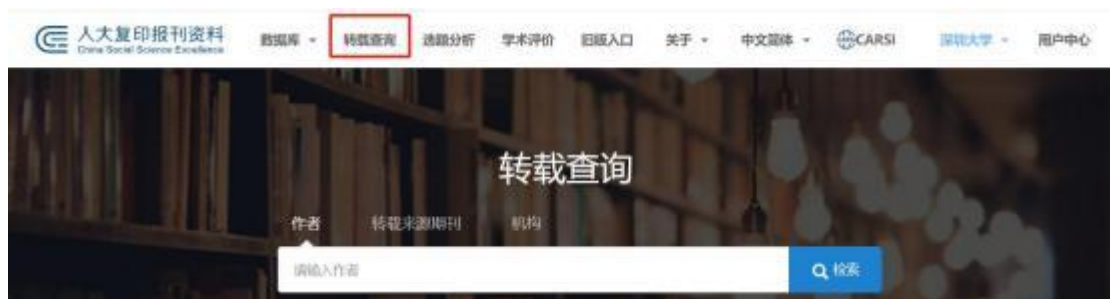 人大复印报刊资料 数据库 转载查询 选题分析 学术评价 旧版入口 关于 中文简体 CARSI 深圳大学 用户中心
China Social Science Excellence
转载查询
作者 转载来源期刊 机构
请输入作者 检索